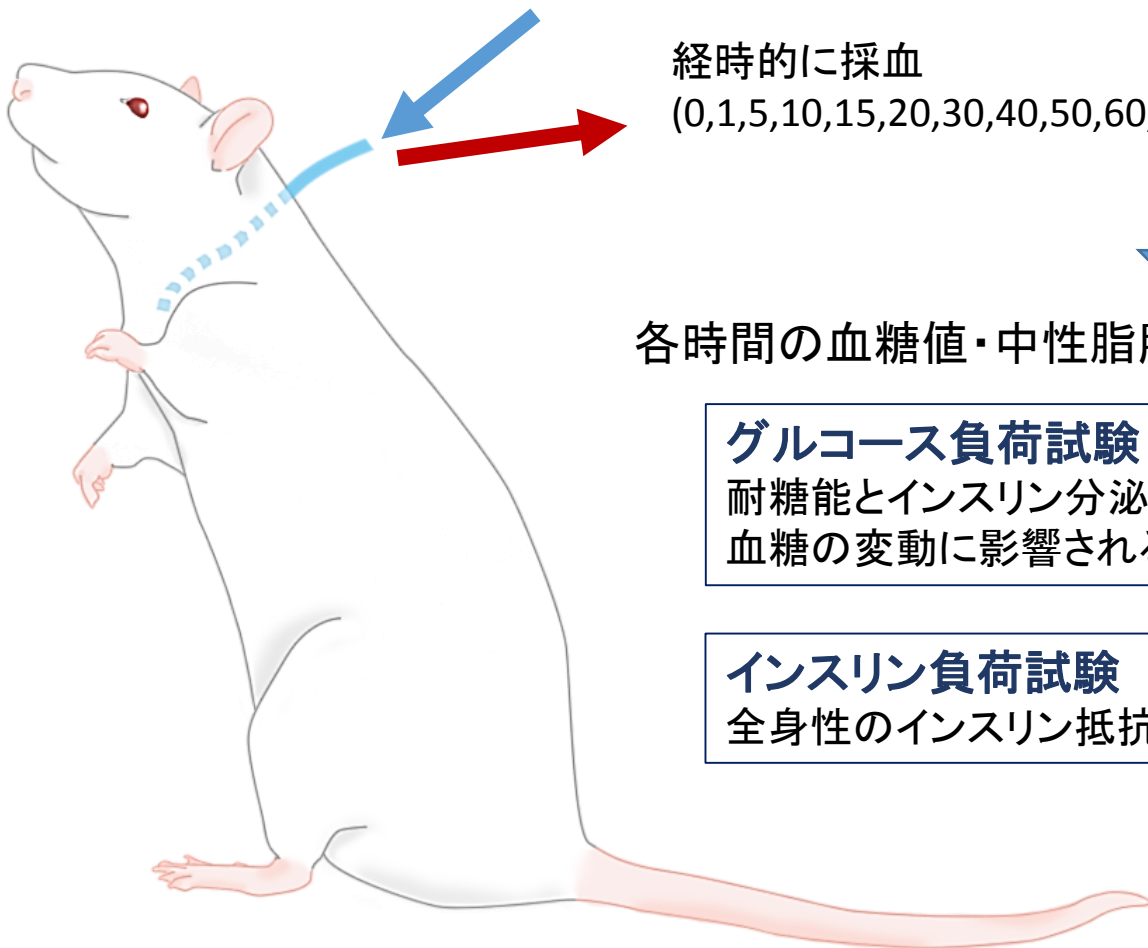 経時的に採血
(0,1,5,10,15,20,30,40,50,60
各時間の血糖値・中性脂
グルコース負荷試験
耐糖能とインスリン分泌
血糖の変動に影響され
インスリン負荷試験
全身性のインスリン抵抗